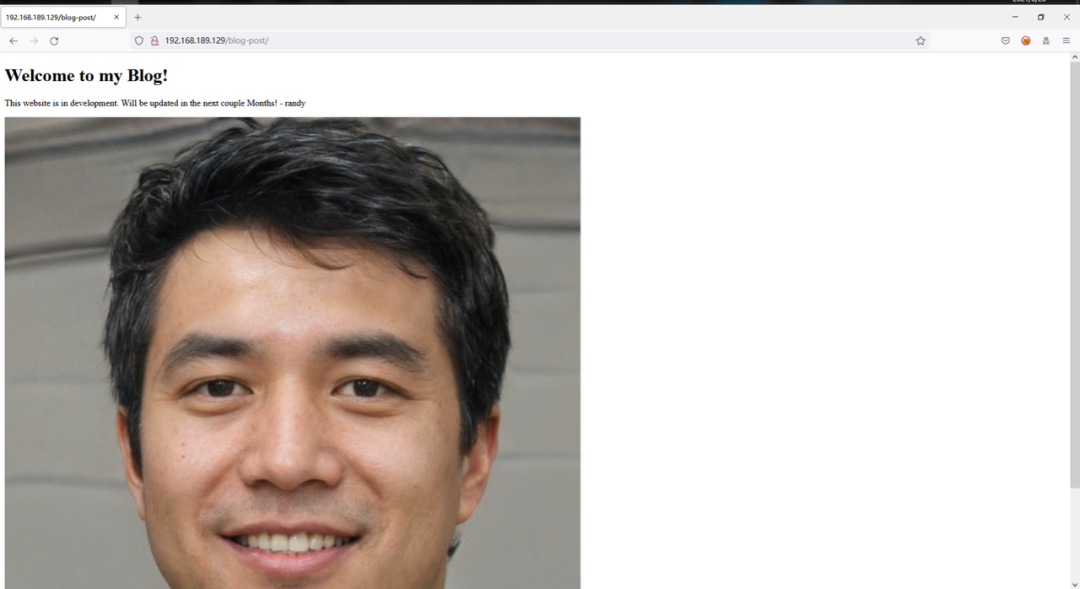 192.168.189.129/blog-post/
192.168.189.129/blog-post/
Welcome to my Blog!
This website is in development. Will be updated in the next couple Months! - randy